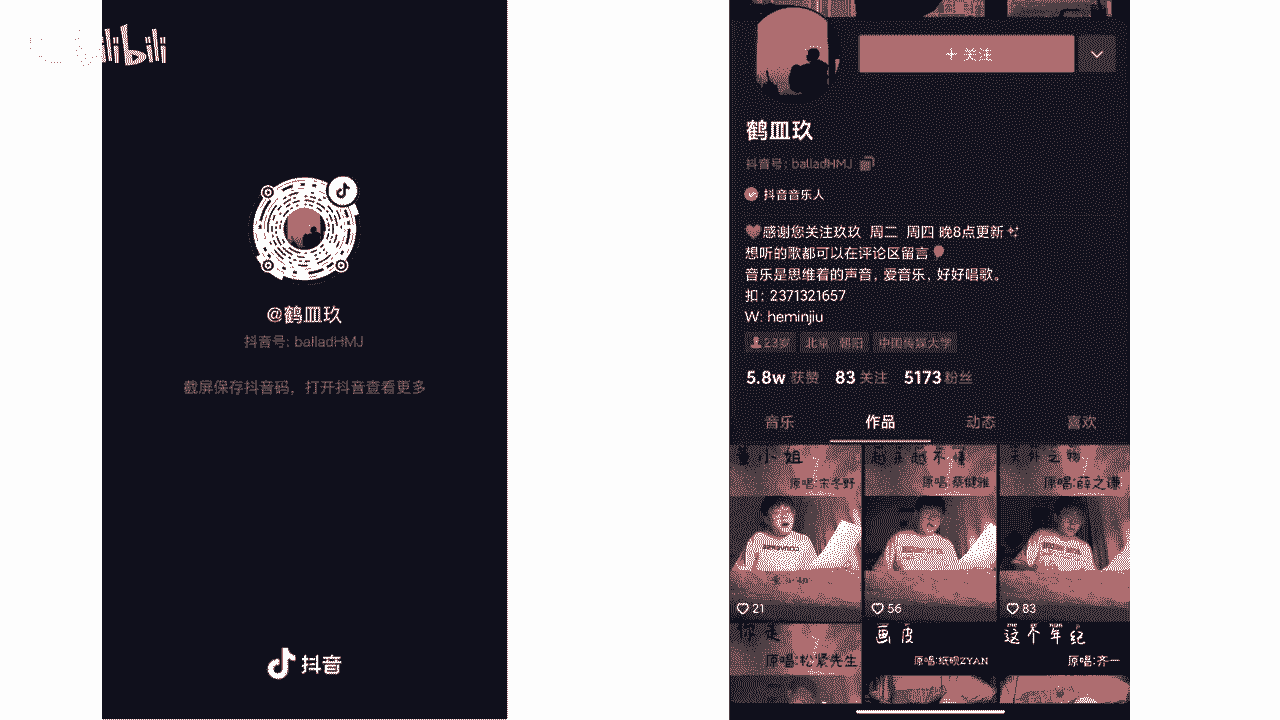 bilibili
@鹤皿玖
抖音号: balladHMJ
截屏保存抖音码，打开抖音查看更多
抖音
+ 关注
鹤皿玖
抖音号: balladHMJ
抖音音乐人
感谢您关注玖玖 周二 周四 晚8点更新
想听的歌都可以在评论区留言
音乐是思维着的声音, 爱音乐、好好唱歌。
扣: 2371321657
W: heminjiu
23岁 北京·朝阳 中国传媒大学
5.8w 获赞 83 关注 5173 粉丝
音乐 作品 动态 喜欢
董小姐 越来越不懂 天外之物
原唱:宋冬野 原唱:蔡健雅 原唱:薛之谦
21 56 83
你是 画皮 这个年纪
原唱:松紧先生 原唱:纸砚ZYAN 原唱:齐一